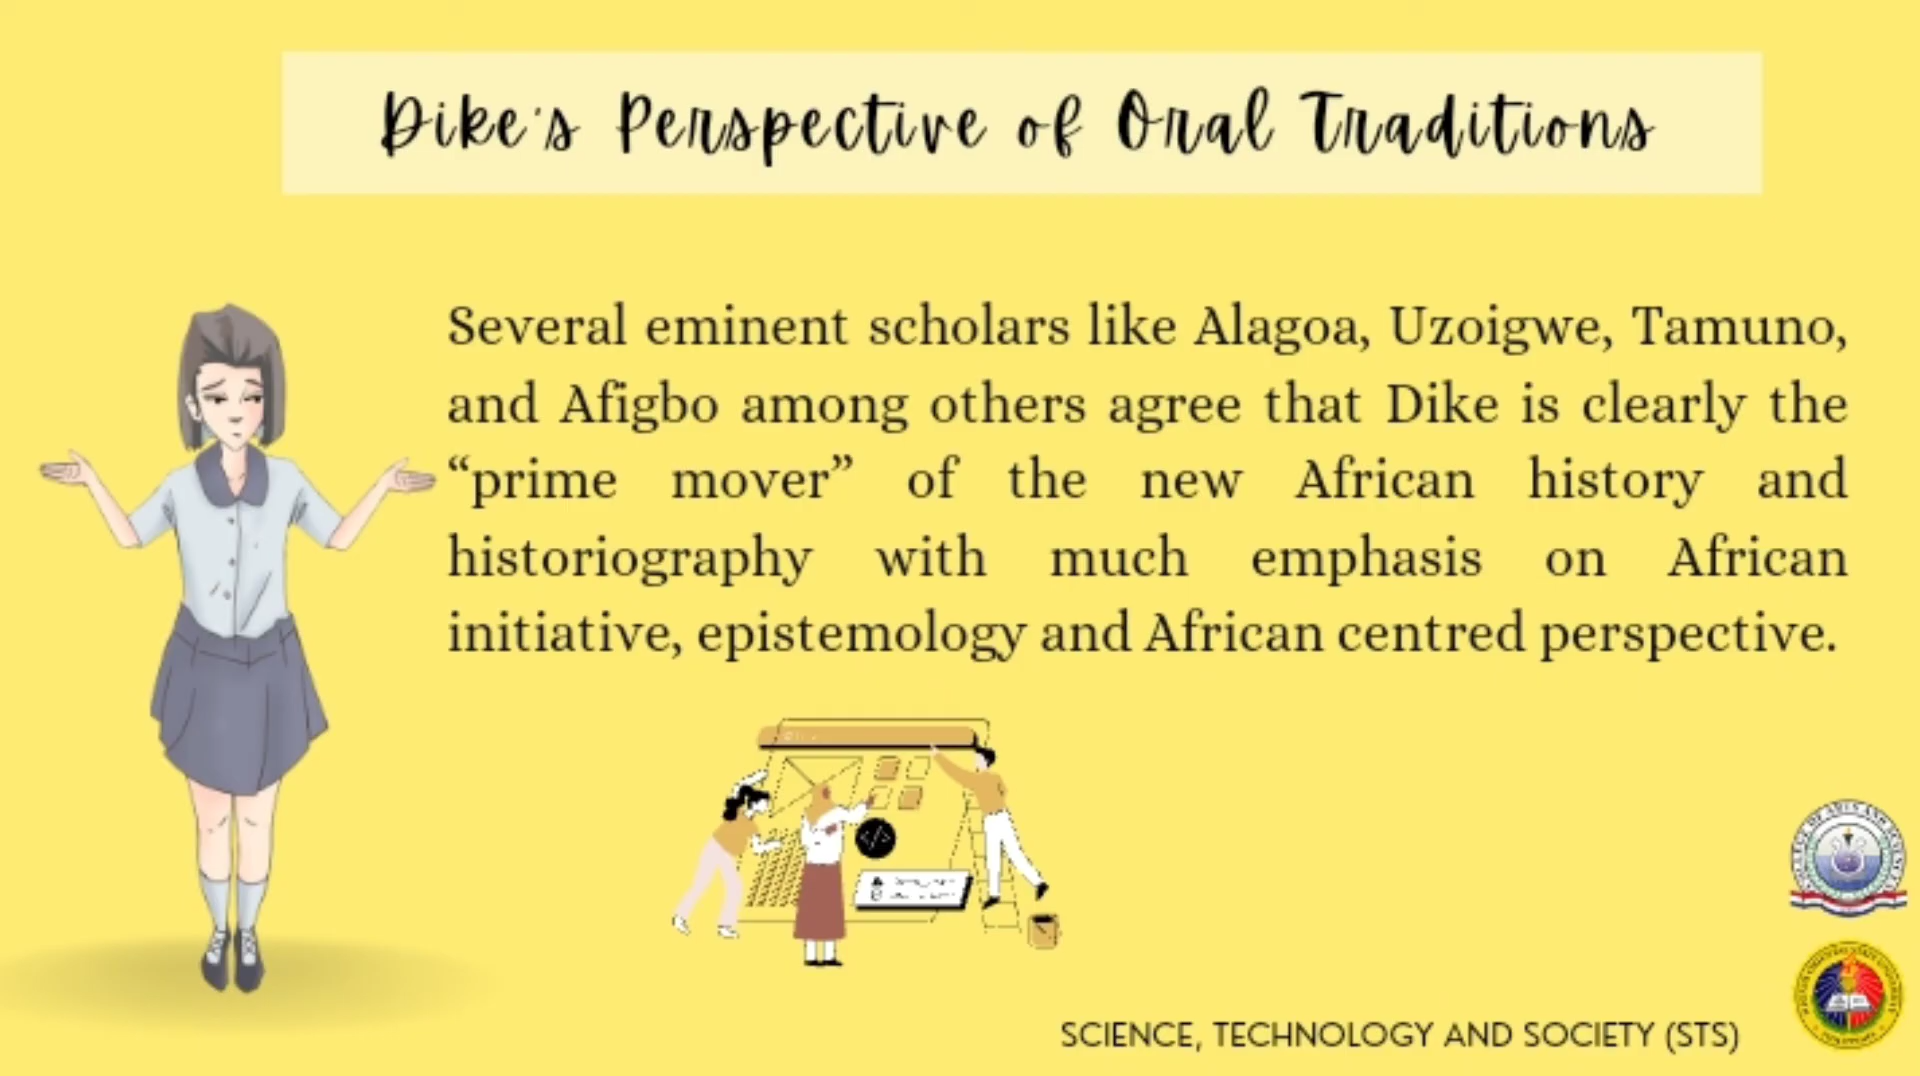 Dike's Perspective of Oral Traditions
Several eminent scholars like Alagoa, Uzoigwe, Tamuno,
and Afigbo among others agree that Dike is clearly the
“prime mover” of the new African history and
historiography with much emphasis on African
initiative, epistemology and African centred perspective.
SCIENCE, TECHNOLOGY AND SOCIETY (STS)